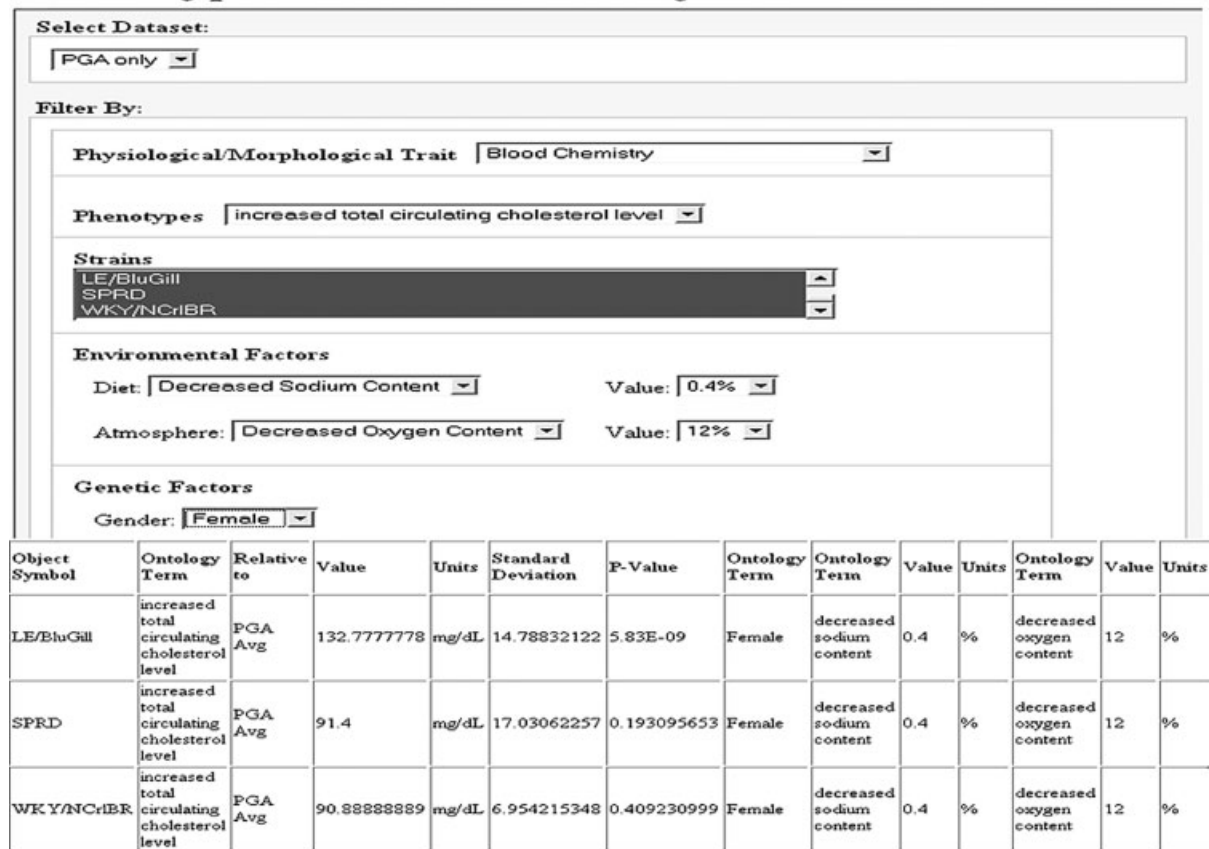 Select Dataset:
PGA only
Filter By:
Physiological/Morphological Trait Blood Chemistry
Phenotypes increased total circulating cholesterol level
Strains
LE/BluGill
SPRD
WKY/NCrlBR
Environmental Factors
Diet: Decreased Sodium Content Value: 0.4%
Atmosphere: Decreased Oxygen Content Value: 12%
Genetic Factors
Gender: Female
Object Symbol Ontology Term Relative to Value Units Standard Deviation P-Value Ontology Term Ontology Term Value Units Ontology Term Value Units
LE/BluGill increased total circulating cholesterol level PGA Avg 132.7777778 mg/dL 14.78832122 5.83E-09 Female decreased sodium content 0.4 % decreased oxygen content 12 %
SPRD increased total circulating cholesterol level PGA Avg 91.4 mg/dL 17.03062257 0.193095653 Female decreased sodium content 0.4 % decreased oxygen content 12 %
WKY/NCrlBR increased total circulating cholesterol level PGA Avg 90.88888889 mg/dL 6.954215348 0.409230999 Female decreased sodium content 0.4 % decreased oxygen content 12 %